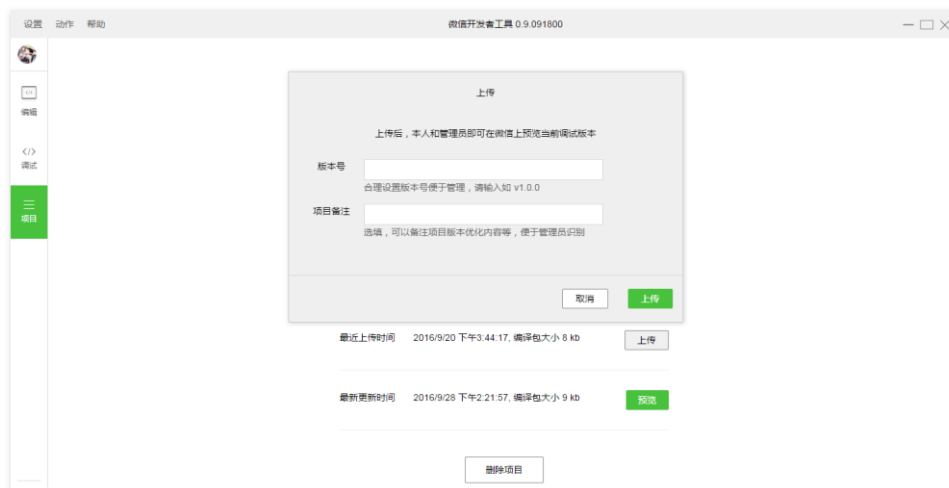 设置 动作 帮助
微信开发者工具 0.9.091800
编辑
</>
调试
项目
上传
上传后，本人和管理员即可在微信上预览当前调试版本
版本号
合理设置版本号便于管理，请输入如 v1.0.0
项目备注
选填，可以备注项目版本优化内容等，便于管理员识别
取消 上传
最近上传时间 2016/9/20 下午3:44:17, 编译包大小 8 kb 上传
最新更新时间 2016/9/28 下午2:21:57, 编译包大小 9 kb 预览
删除项目